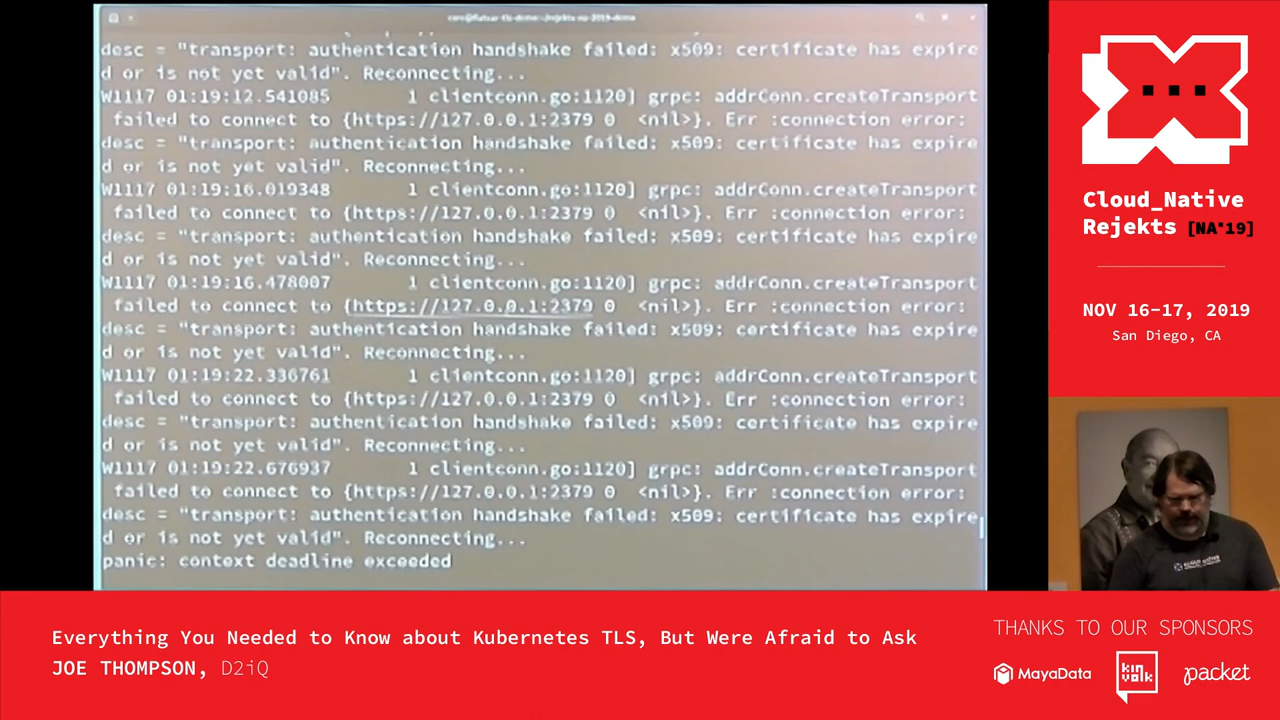 desc = "transport: authentication handshake failed: x509: certificate has expire
d or is not yet valid". Reconnecting...
W1117 01:19:12.541085 1 clientconn.go:1120] grpc: addrConn.createTransport
failed to connect to {https://127.0.0.1:2379 0 <nil>}. Err :connection error:
desc = "transport: authentication handshake failed: x509: certificate has expire
d or is not yet valid". Reconnecting...
W1117 01:19:16.019348 1 clientconn.go:1120] grpc: addrConn.createTransport
failed to connect to {https://127.0.0.1:2379 0 <nil>}. Err :connection error:
desc = "transport: authentication handshake failed: x509: certificate has expire
d or is not yet valid". Reconnecting...
W1117 01:19:16.478007 1 clientconn.go:1120] grpc: addrConn.createTransport
failed to connect to {https://127.0.0.1:2379 0 <nil>}. Err :connection error:
desc = "transport: authentication handshake failed: x509: certificate has expire
d or is not yet valid". Reconnecting...
W1117 01:19:22.336761 1 clientconn.go:1120] grpc: addrConn.createTransport
failed to connect to {https://127.0.0.1:2379 0 <nil>}. Err :connection error:
desc = "transport: authentication handshake failed: x509: certificate has expire
d or is not yet valid". Reconnecting...
W1117 01:19:22.676937 1 clientconn.go:1120] grpc: addrConn.createTransport
failed to connect to {https://127.0.0.1:2379 0 <nil>}. Err :connection error:
desc = "transport: authentication handshake failed: x509: certificate has expire
d or is not yet valid". Reconnecting...
panic: context deadline exceeded
Cloud_Native
Rejekts [NA'19]
NOV 16-17, 2019
San Diego, CA
Everything You Needed to Know about Kubernetes TLS, But Were Afraid to Ask
JOE THOMPSON, D2iQ
THANKS TO OUR SPONSORS
MayaData
kinvolk
packet